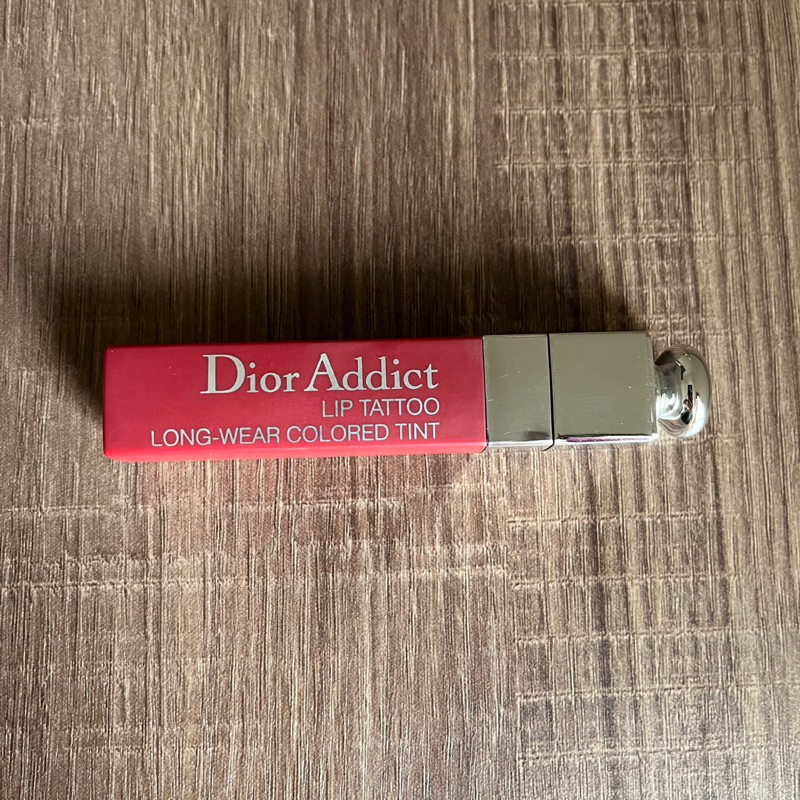 Dior Addict
LIP TATTOO
LONG-WEAR COLORED TINT